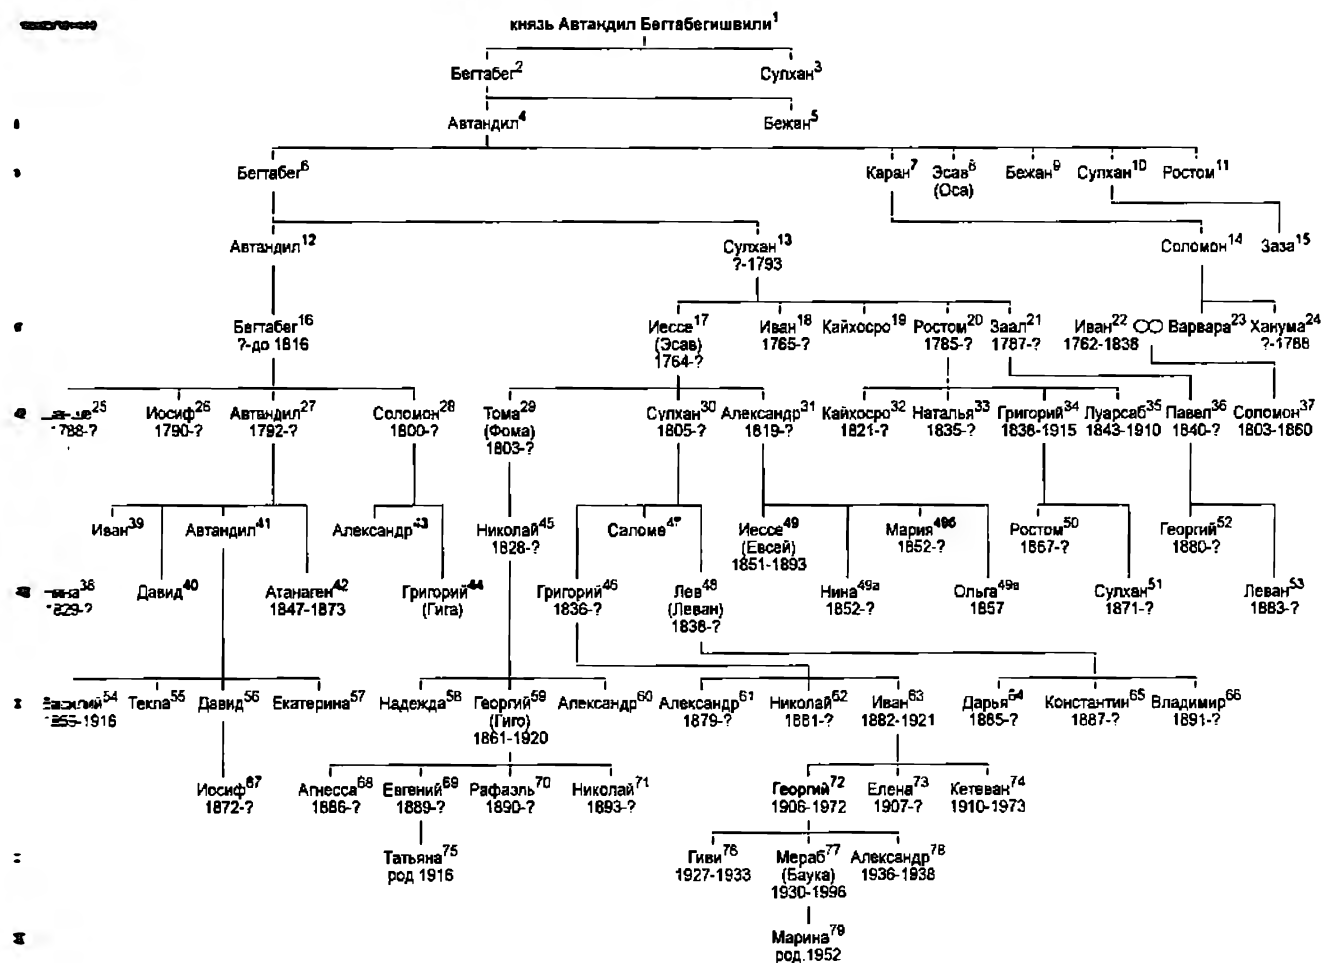 князь Автандил Бегтабегишвили1
Бегтабег2 Сулхан3
Автандил4 Бежан5
Бегтабег6 Каран7 Эсав8 Бежан9 Сулхан10 Ростом11
(Оса)
Автандил12 Сулхан13 Соломон14 Заза15
?-1793
Бегтабег16 Иессе17 Иван18 Кайхосро19 Ростом20 Заал21 Иван22 Варвара23 Ханума24
?-до 1816 (Эсав) 1765-? 1785-? 1787-? 1762-1838 ?-1788
1764-?
Иосиф26 Автандил27 Соломон28 Тома29 Сулхан30 Александр31 Кайхосро32 Наталья33 Григорий34 Луарсаб35 Павел36 Соломон37
1788-? 1790-? 1792-? 1800-? (Фома) 1805-? 1819-? 1821-? 1835-? 1838-1915 1843-1910 1840-? 1803-1860
1803-?
Иван39 Автандил41 Александр43 Николай45 Саломе47 Иессе49 Мария49б Ростом50 Георгий52
1828-? (Евсей) 1852-? 1867-? 1880-?
1851-1893
Давид40 Атанаген42 Григорий44 Григорий46 Лев48 Нина49а Ольга49в Сулхан51 Леван53
1847-1873 (Гига) 1836-? (Леван) 1852-? 1857 1871-? 1883-?
1838-?
Текла55 Давид56 Екатерина57 Надежда58 Георгий59 Александр60 Александр61 Николай62 Иван63 Дарья64 Константин65 Владимир66
(Гиго) 1879-? 1881-? 1882-1921 1885-? 1887-? 1891-?
1861-1920
Иосиф67 Агнесса68 Евгений69 Рафаэль70 Николай71 Георгий72 Елена73 Кетеван74
1872-? 1886-? 1889-? 1890-? 1893-? 1906-1972 1907-? 1910-1973
Татьяна75 Гиви76 Мераб77 Александр78
род 1916 1927-1933 (Баука) 1936-1938
1930-1996
Марина79
род.1952